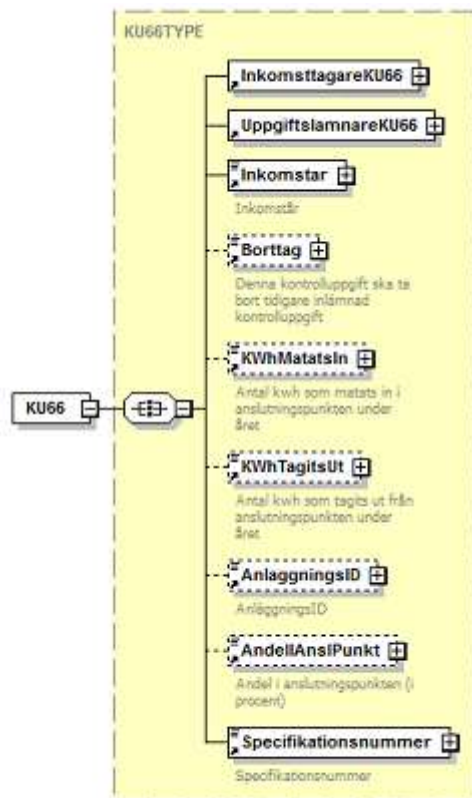 KU66TYPE
InkomsttagareKU66
UppgiftslamnareKU66
Inkomstar
Inkomstår
Borttag
Denna kontrolluppgift ska ta
bort tidigare inlämnad
kontrolluppgift
KWhMatatsIn
Antal kwh som matats in i
anslutningspunkten under
året
KU66
KWhTagitsUt
Antal kwh som tagits ut från
anslutningspunkten under
året
AnlaggningsID
AnläggningsID
AndelIAnslPunkt
Andel i anslutningspunkten (i
procent)
Specifikationsnummer
Specifikationsnummer